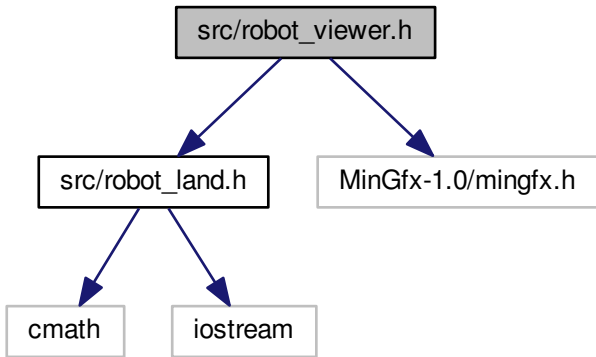 src/robot_viewer.h
src/robot_land.h
MinGfx-1.0/mingfx.h
cmath
iostream